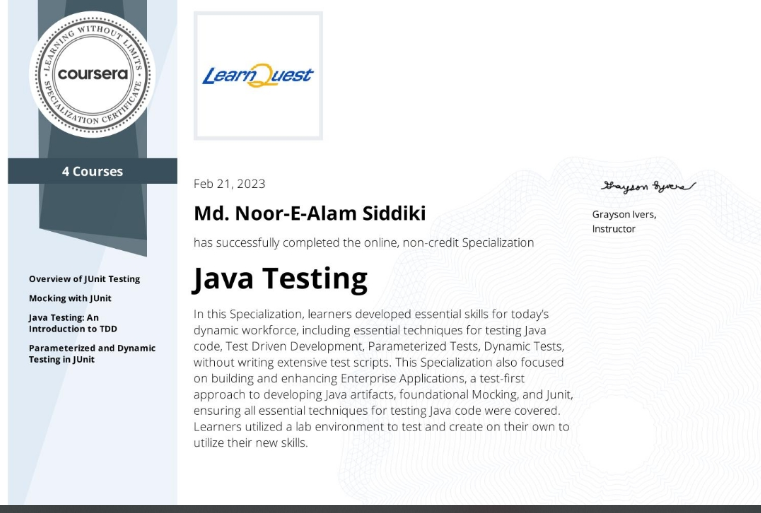 LEARNING WITHOUT LIMITS
coursera
SPECIALIZATION CERTIFICATE
LearnQuest
4 Courses
Overview of JUnit Testing
Mocking with JUnit
Java Testing: An
Introduction to TDD
Parameterized and Dynamic
Testing in JUnit
Feb 21, 2023
Md. Noor-E-Alam Siddiki
has successfully completed the online, non-credit Specialization
Java Testing
In this Specialization, learners developed essential skills for today's
dynamic workforce, including essential techniques for testing Java
code, Test Driven Development, Parameterized Tests, Dynamic Tests,
without writing extensive test scripts. This Specialization also focused
on building and enhancing Enterprise Applications, a test-first
approach to developing Java artifacts, foundational Mocking, and Junit,
ensuring all essential techniques for testing Java code were covered.
Learners utilized a lab environment to test and create on their own to
utilize their new skills.
Grayson Ivers
Grayson Ivers,
Instructor